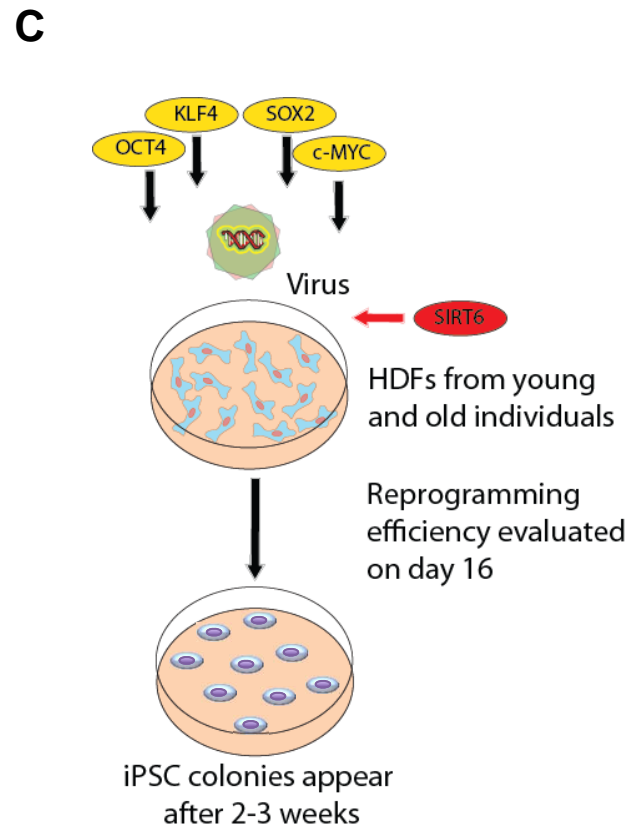 C
KLF4
SOX2
OCT4
c-MYC
Virus
SIRT6
HDFs from young
and old individuals
Reprogramming
efficiency evaluated
on day 16
iPSC colonies appear
after 2-3 weeks